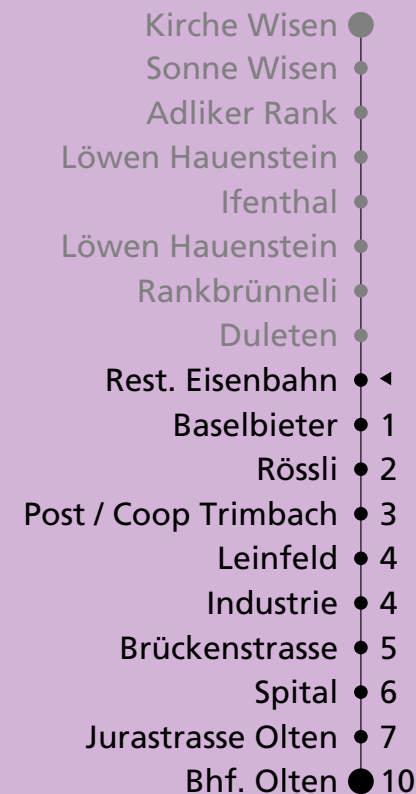 Kirche Wisen
Sonne Wisen
Adliker Rank
Löwen Hauenstein
Ifenthal
Löwen Hauenstein
Rankbrünneli
Duleten
Rest. Eisenbahn
Baselbieter 1
Rössli 2
Post / Coop Trimbach 3
Leinfeld 4
Industrie 4
Brückenstrasse 5
Spital 6
Jurastrasse Olten 7
Bhf. Olten 10